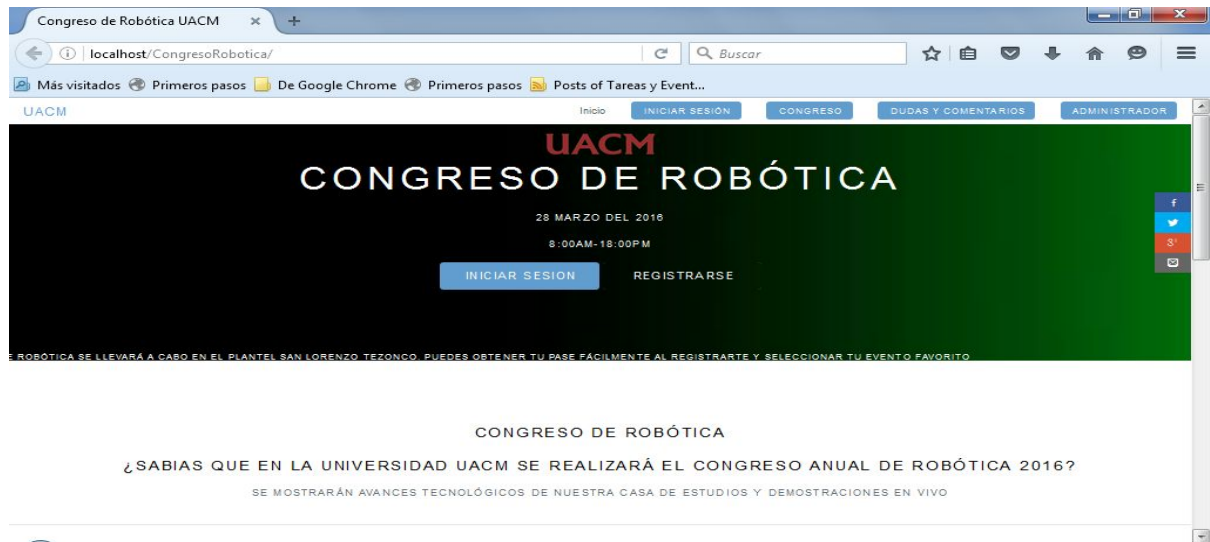 Congreso de Robótica UACM
localhost/CongresoRobotica/
Buscar
Más visitados Primeros pasos De Google Chrome Primeros pasos Posts of Tareas y Event...
UACM Inicio INICIAR SESIÓN CONGRESO DUDAS Y COMENTARIOS ADMINISTRADOR
UACM
CONGRESO DE ROBÓTICA
28 MARZO DEL 2016
8:00AM-18:00PM
INICIAR SESION REGISTRARSE
E ROBÓTICA SE LLEVARÁ A CABO EN EL PLANTEL SAN LORENZO TEZONCO. PUEDES OBTENER TU PASE FÁCILMENTE AL REGISTRARTE Y SELECCIONAR TU EVENTO FAVORITO
CONGRESO DE ROBÓTICA
¿SABIAS QUE EN LA UNIVERSIDAD UACM SE REALIZARÁ EL CONGRESO ANUAL DE ROBÓTICA 2016?
SE MOSTRARÁN AVANCES TECNOLÓGICOS DE NUESTRA CASA DE ESTUDIOS Y DEMOSTRACIONES EN VIVO